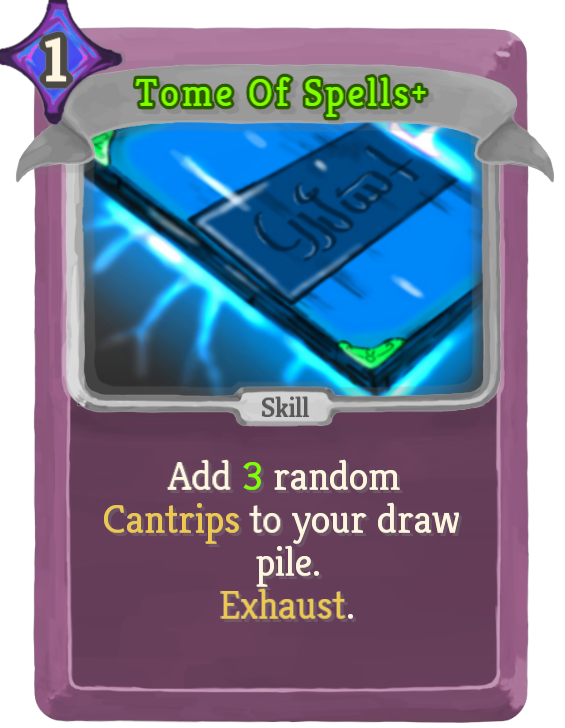 1
Tome Of Spells+
Skill
Add 3 random
Cantrips to your draw
pile.
Exhaust.